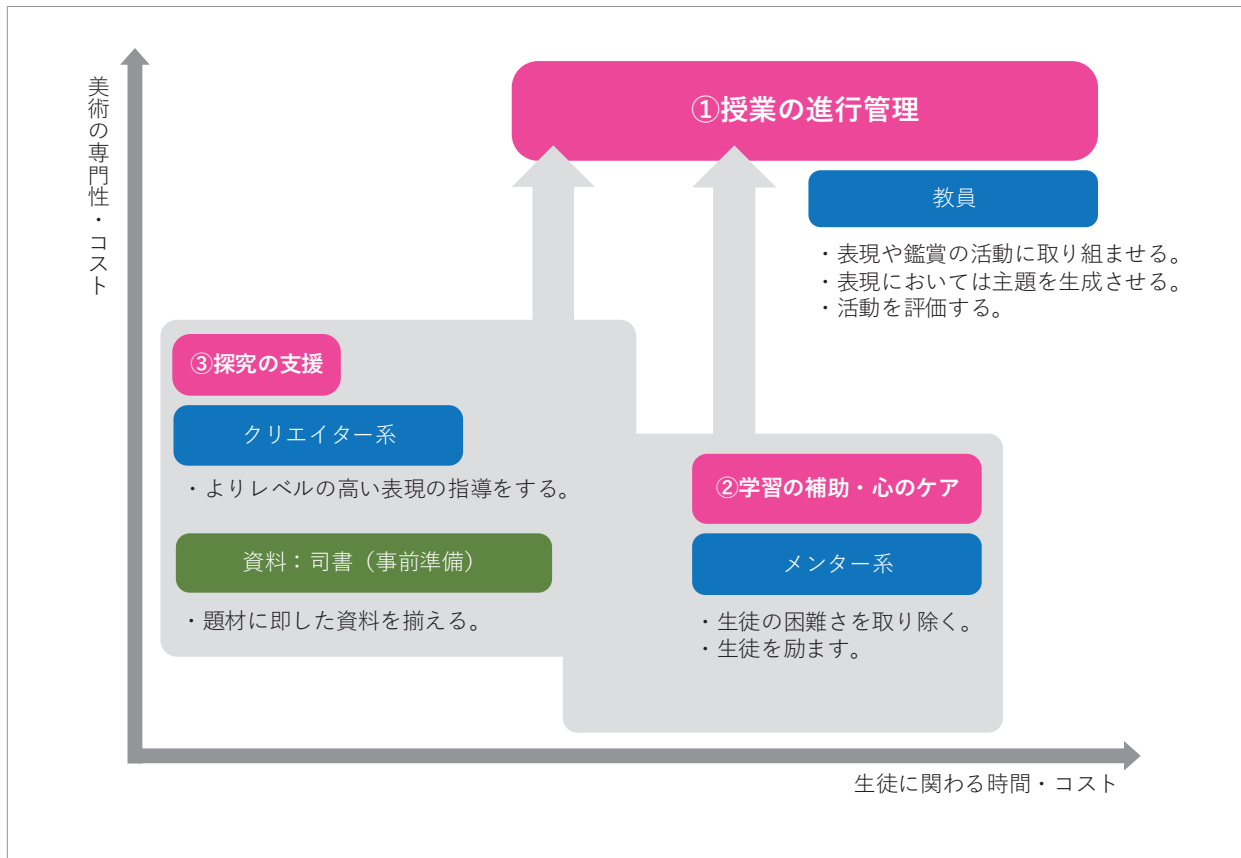 美術の専門性・コスト
①授業の進行管理
教員
・表現や鑑賞の活動に取り組ませる。
・表現においては主題を生成させる。
・活動を評価する。
③探究の支援
クリエイター系
・よりレベルの高い表現の指導をする。
資料：司書（事前準備）
・題材に即した資料を揃える。
②学習の補助・心のケア
メンター系
・生徒の困難さを取り除く。
・生徒を励ます。
生徒に関わる時間・コスト